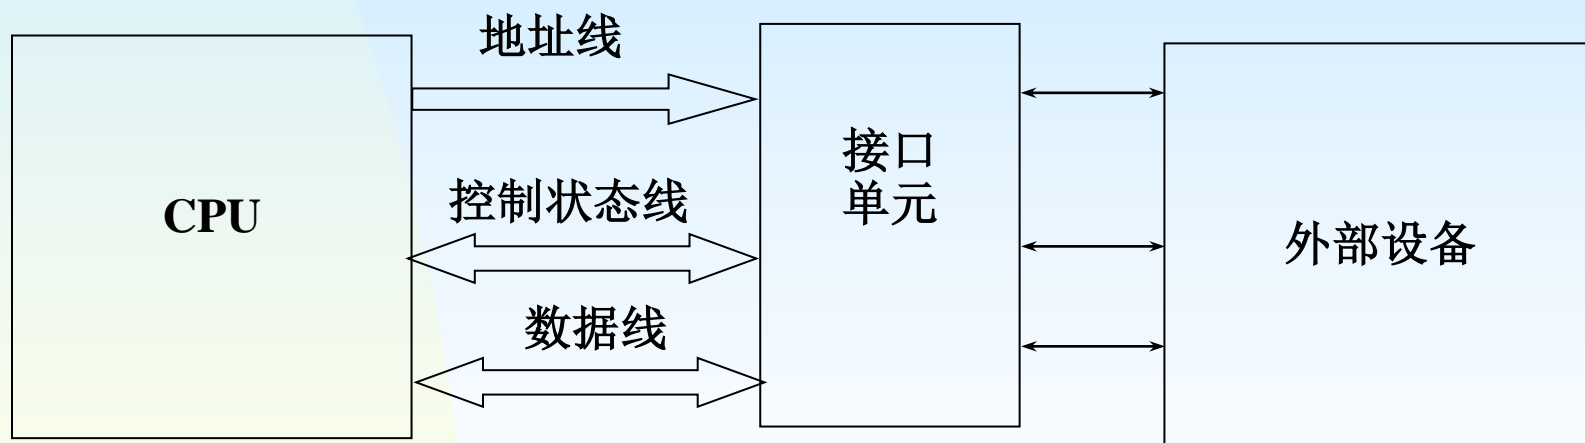 地址线
CPU
控制状态线
数据线
接口
单元
外部设备